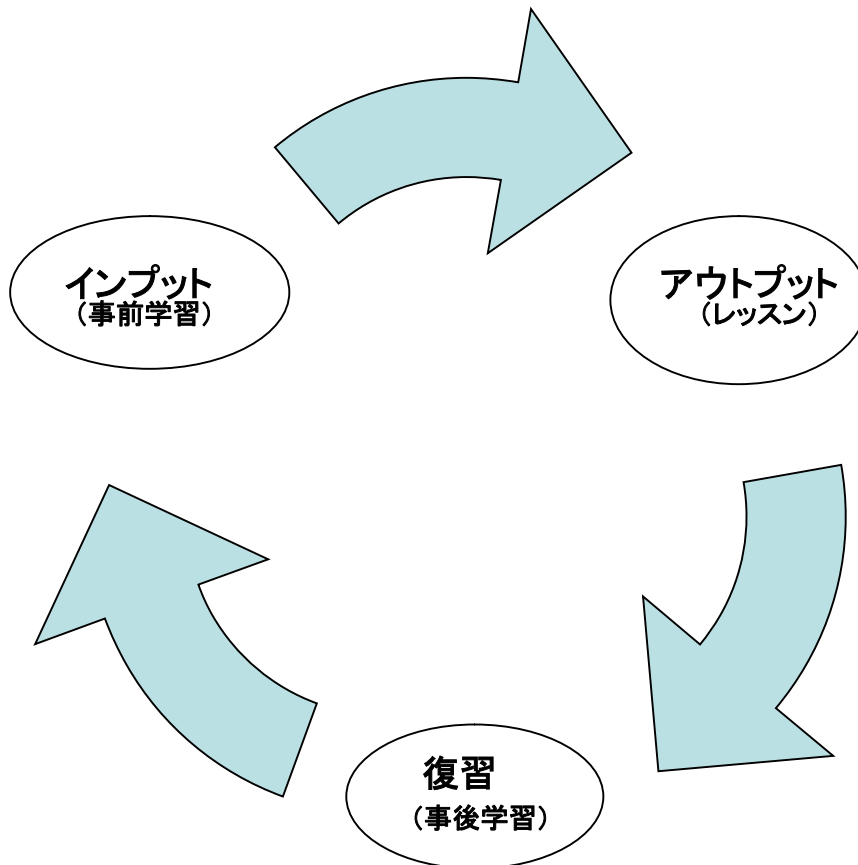 インプット
（事前学習）
アウトプット
（レッスン）
復習
（事後学習）